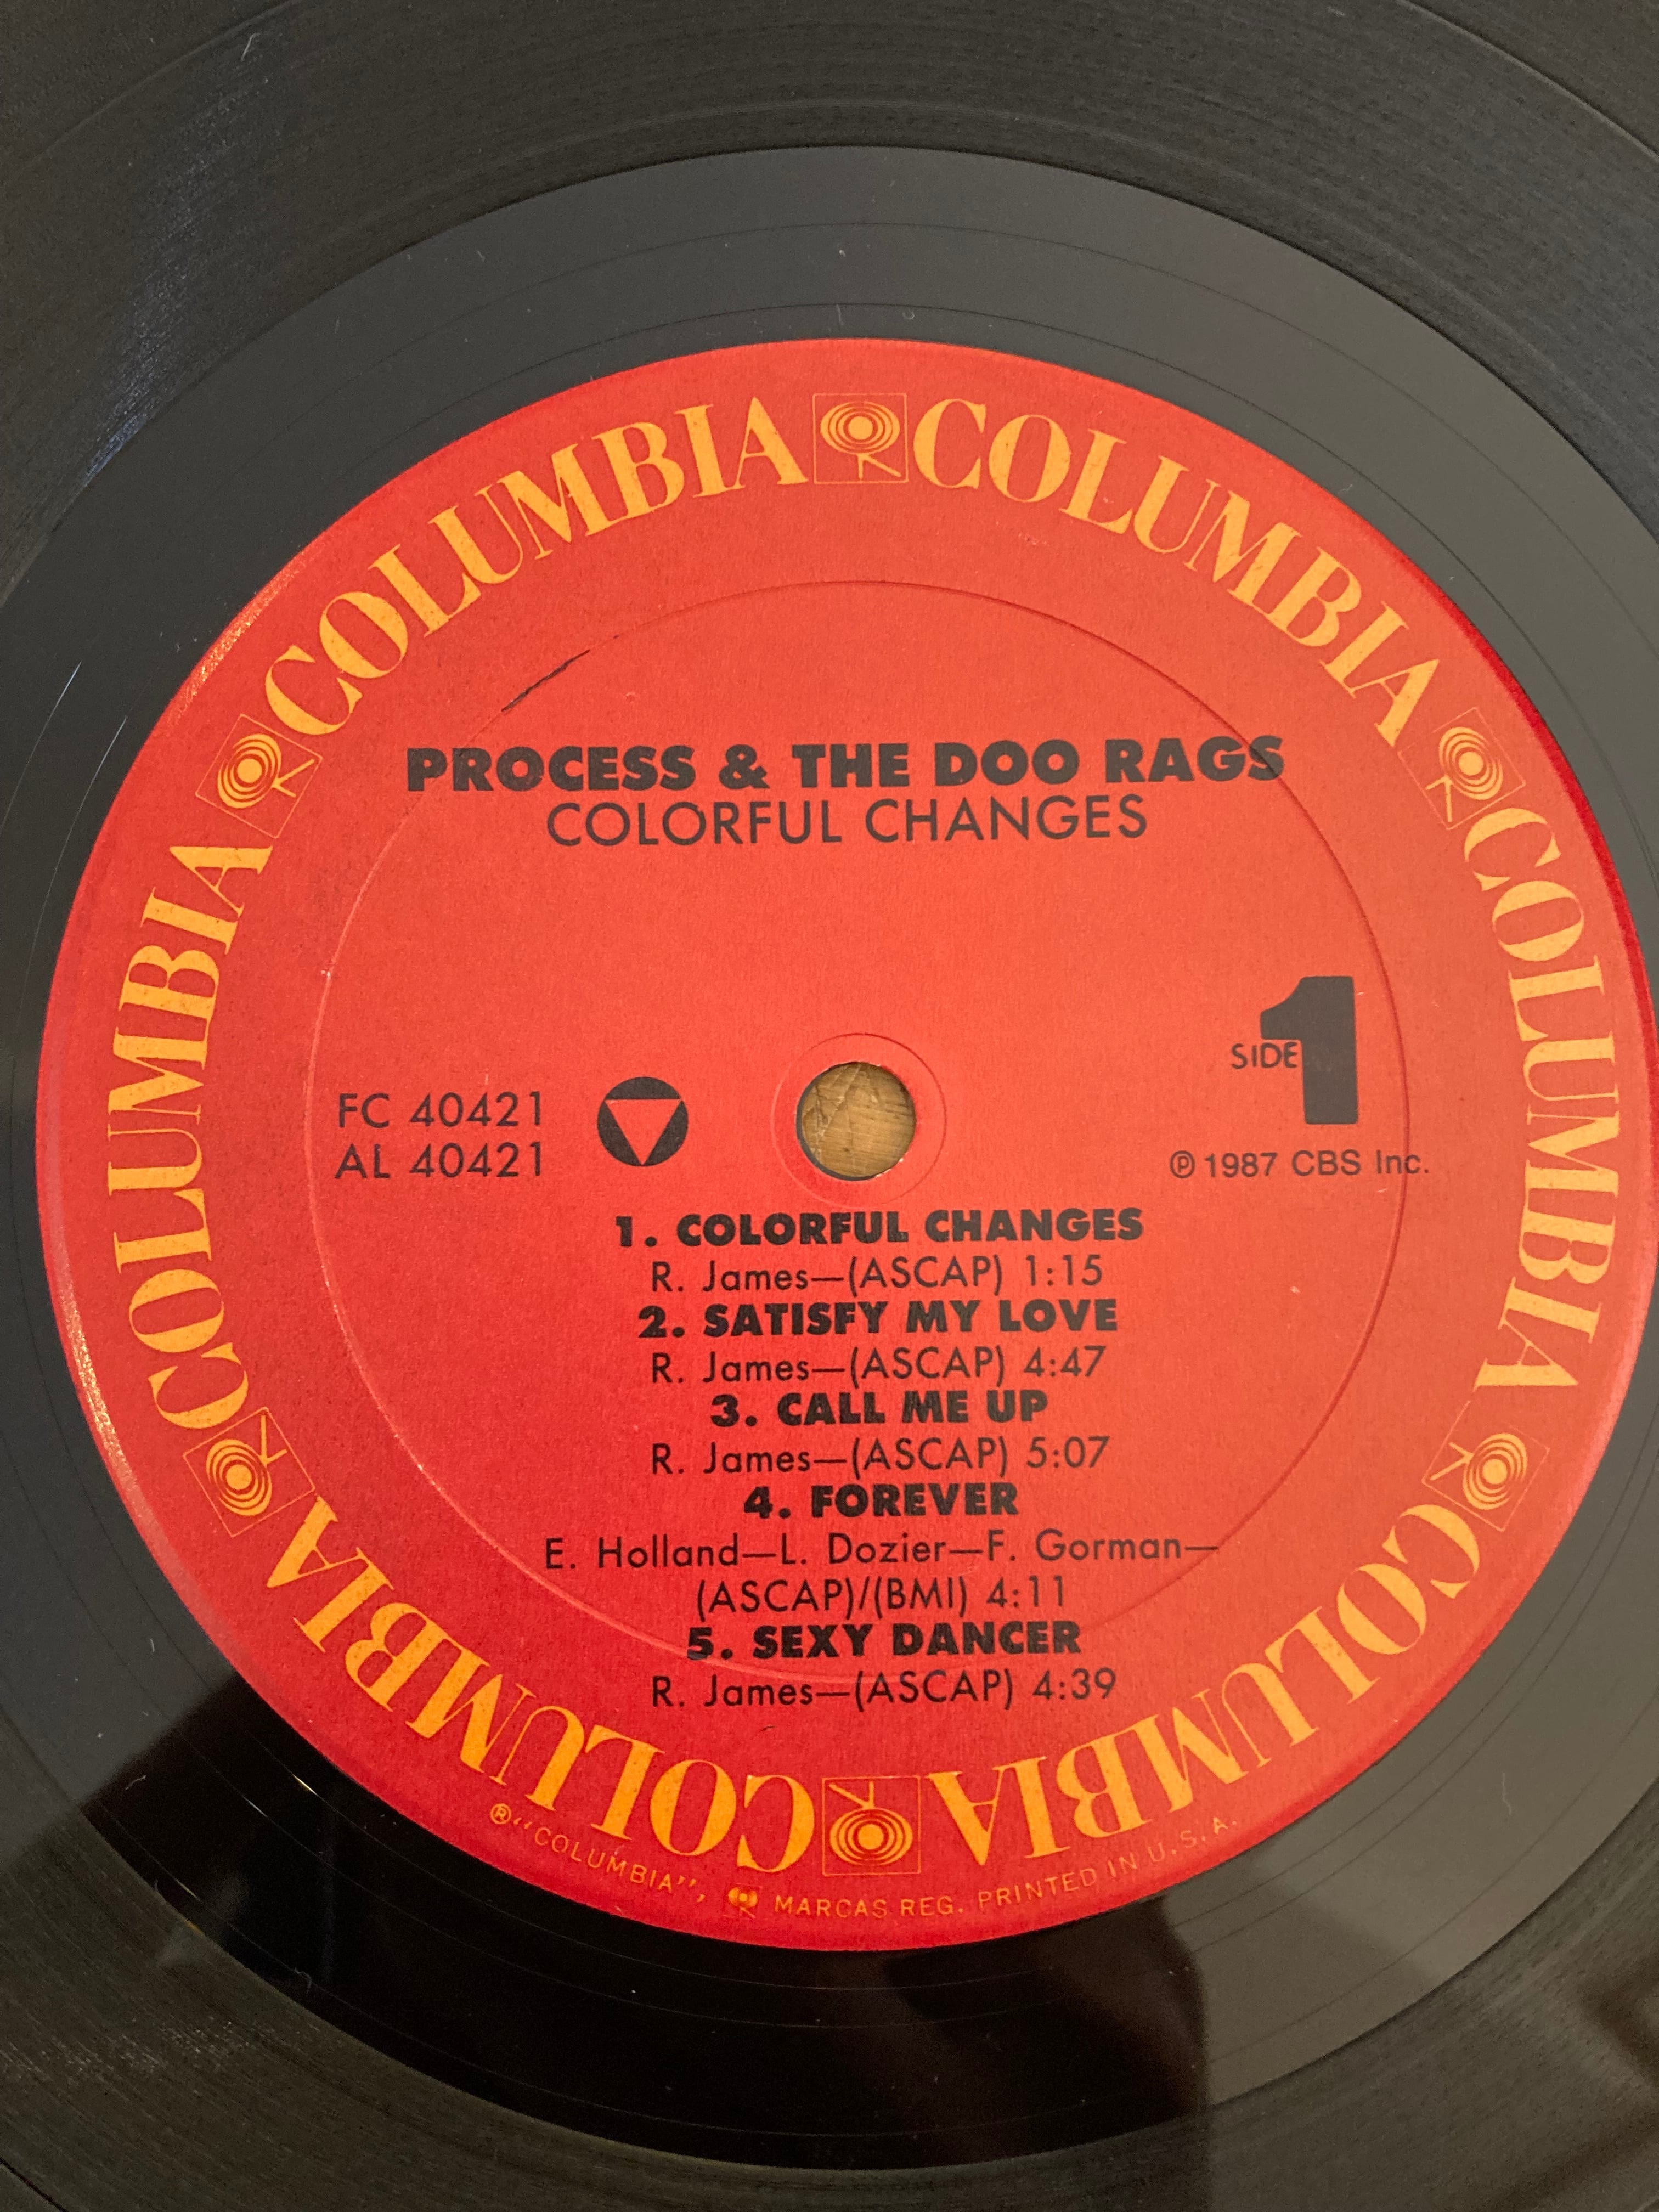 COLUMBIA COLUMBIA COLUMBIA COLUMBIA COLUMBIA COLUMBIA
PROCESS & THE DOO RAGS
COLORFUL CHANGES
SIDE 1
FC 40421
AL 40421
℗ 1987 CBS Inc.
1. COLORFUL CHANGES
R. James—(ASCAP) 1:15
2. SATISFY MY LOVE
R. James—(ASCAP) 4:47
3. CALL ME UP
R. James—(ASCAP) 5:07
4. FOREVER
E. Holland—L. Dozier—F. Gorman—
(ASCAP)/(BMI) 4:11
5. SEXY DANCER
R. James—(ASCAP) 4:39
® "COLUMBIA", MARCAS REG. PRINTED IN U.S.A.